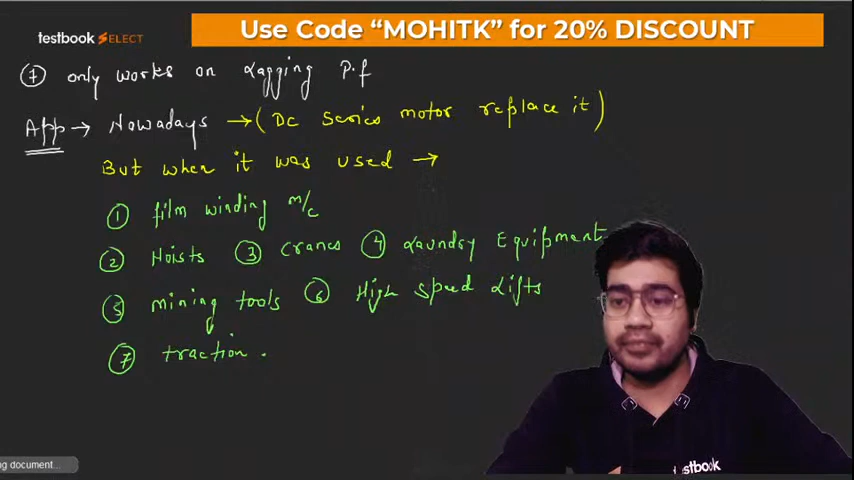 testbook SELECT
Use Code “MOHITK” for 20% DISCOUNT
⑦ only works on Lagging P.f
App → Nowadays → (DC Series motor replace it)
But when it was used →
① film winding m/c
② Hoists ③ cranes ④ Laundry Equipment
⑤ mining tools ⑥ High speed Lifts
⑦ traction .
ng document...
testbook